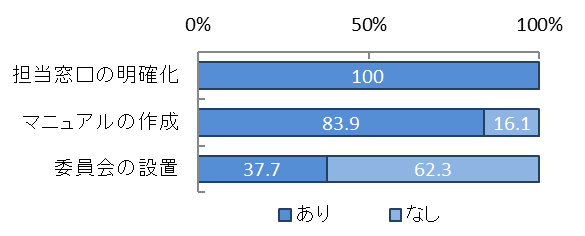 0% 50% 100%
担当窓口の明確化 100
マニュアルの作成 83.9 16.1
委員会の設置 37.7 62.3
あり なし